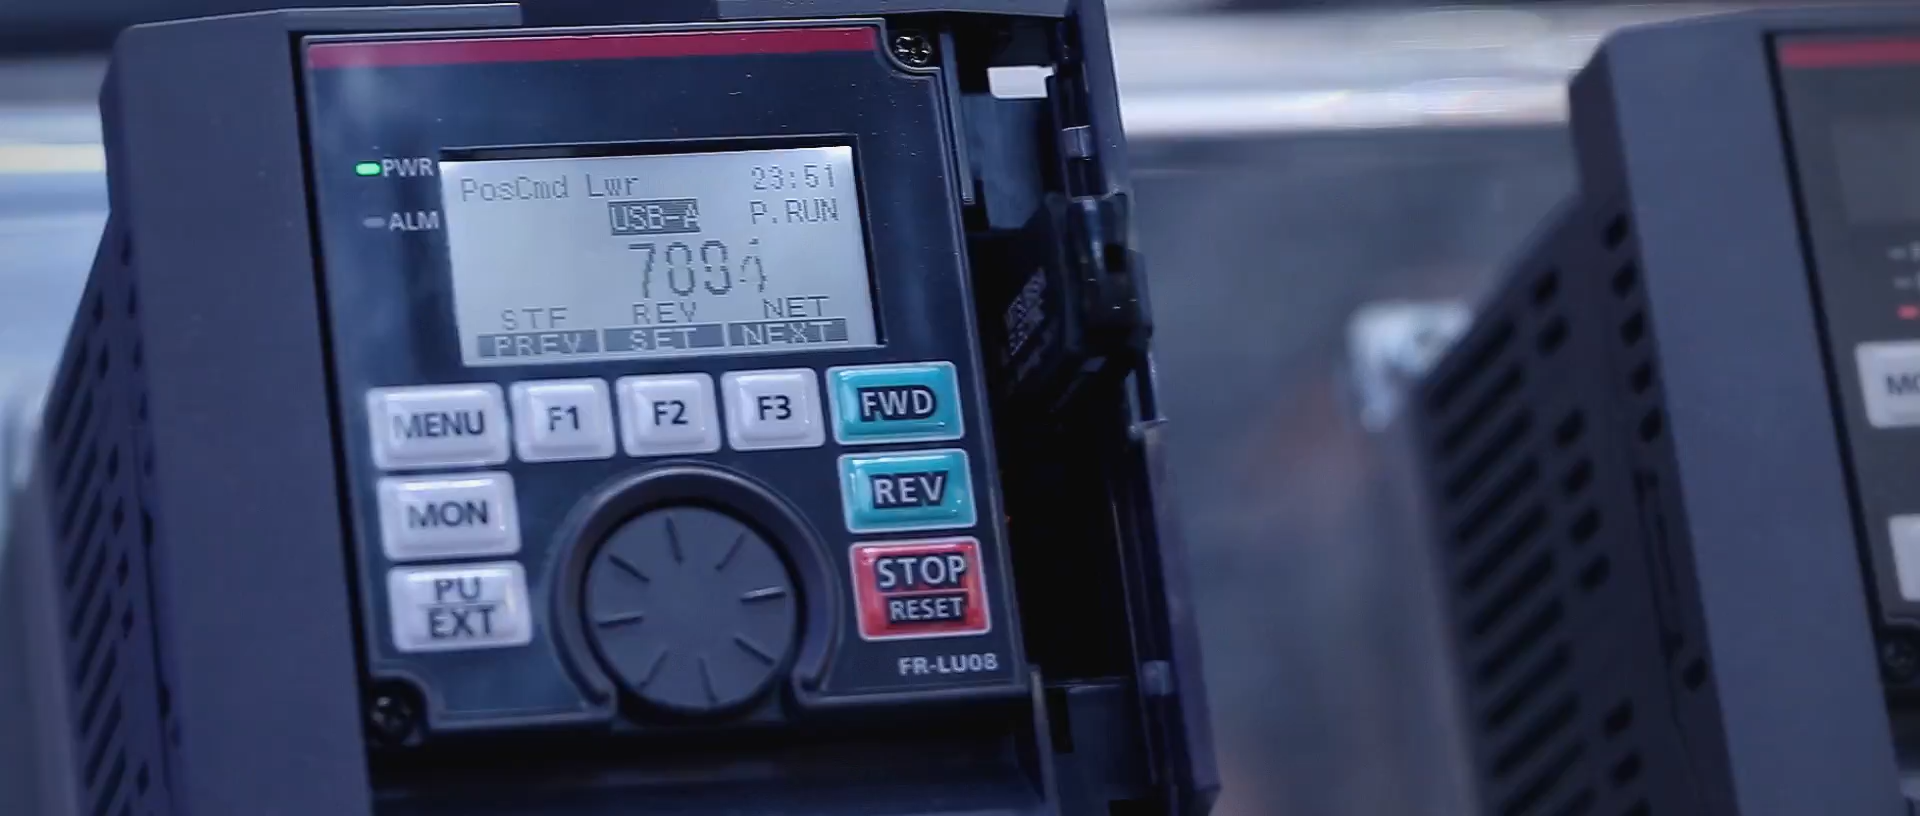 PWR
ALM
PosCmd Lwr 23:51
USB-A P.RUN
7894
STF REV NET
PREV SET NEXT
MENU F1 F2 F3 FWD
MON REV
PU
EXT
STOP
RESET
FR-LU08